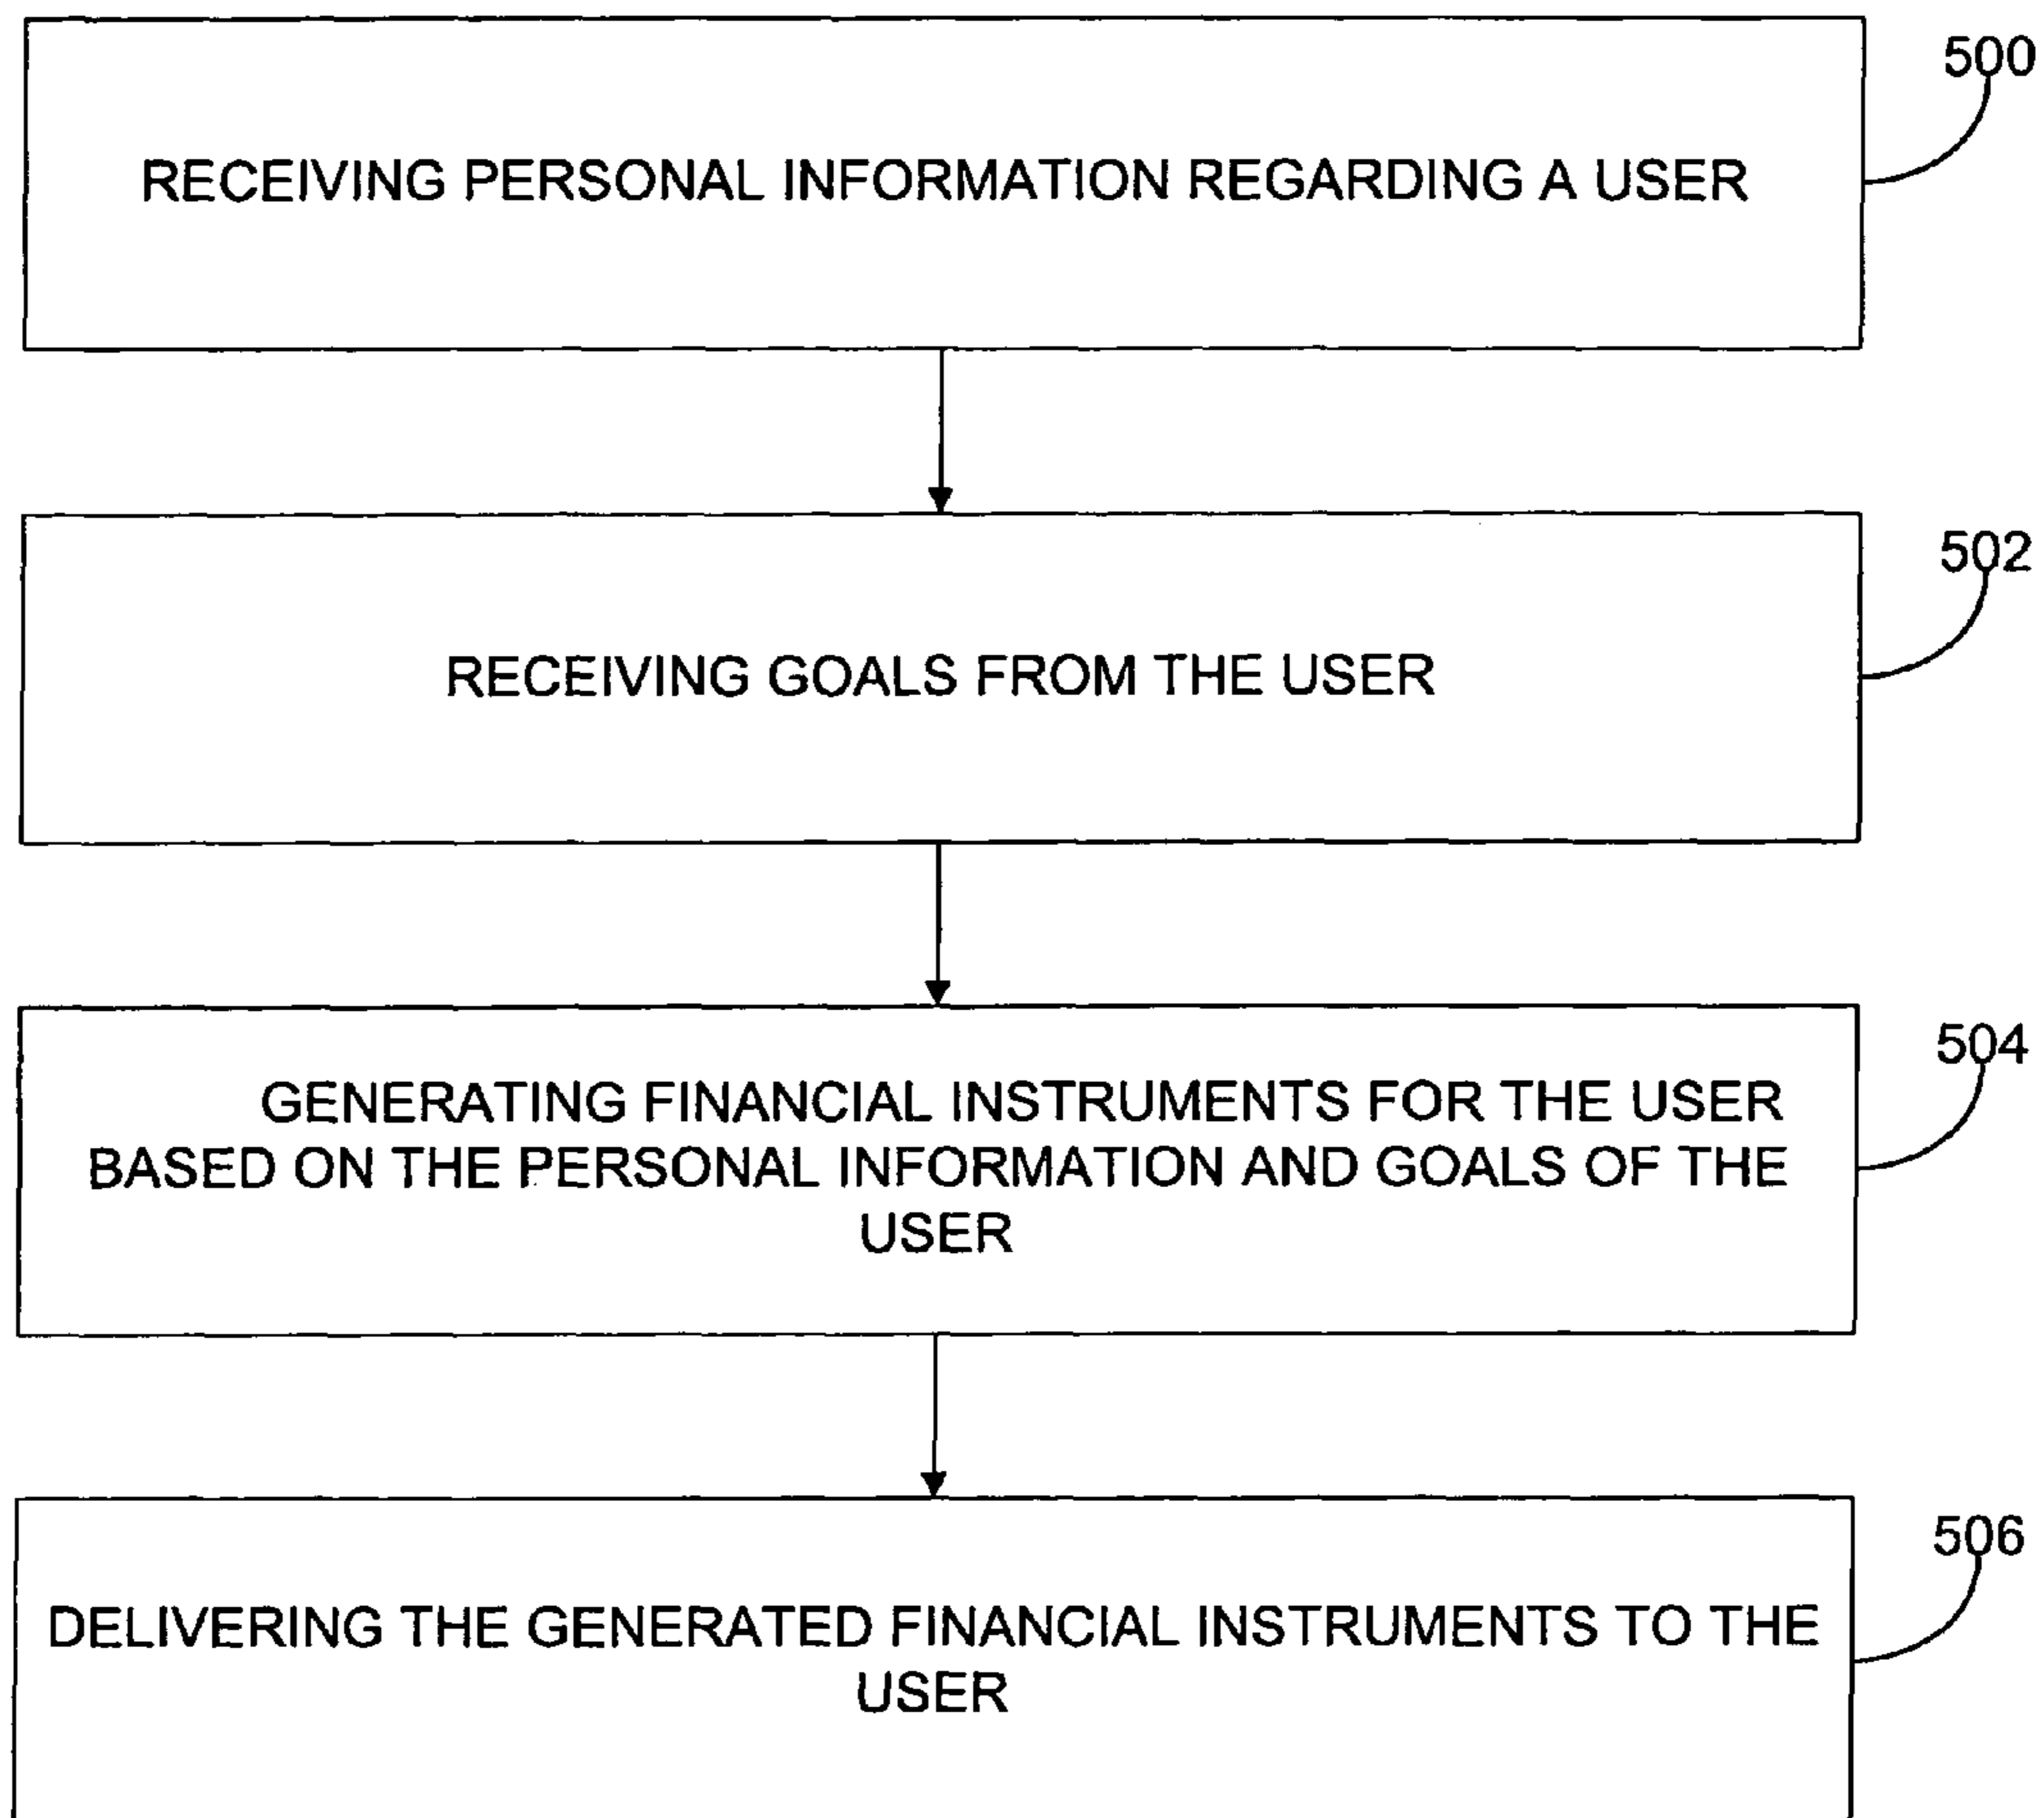 500
RECEIVING PERSONAL INFORMATION REGARDING A USER
502
RECEIVING GOALS FROM THE USER
504
GENERATING FINANCIAL INSTRUMENTS FOR THE USER
BASED ON THE PERSONAL INFORMATION AND GOALS OF THE
USER
506
DELIVERING THE GENERATED FINANCIAL INSTRUMENTS TO THE
USER